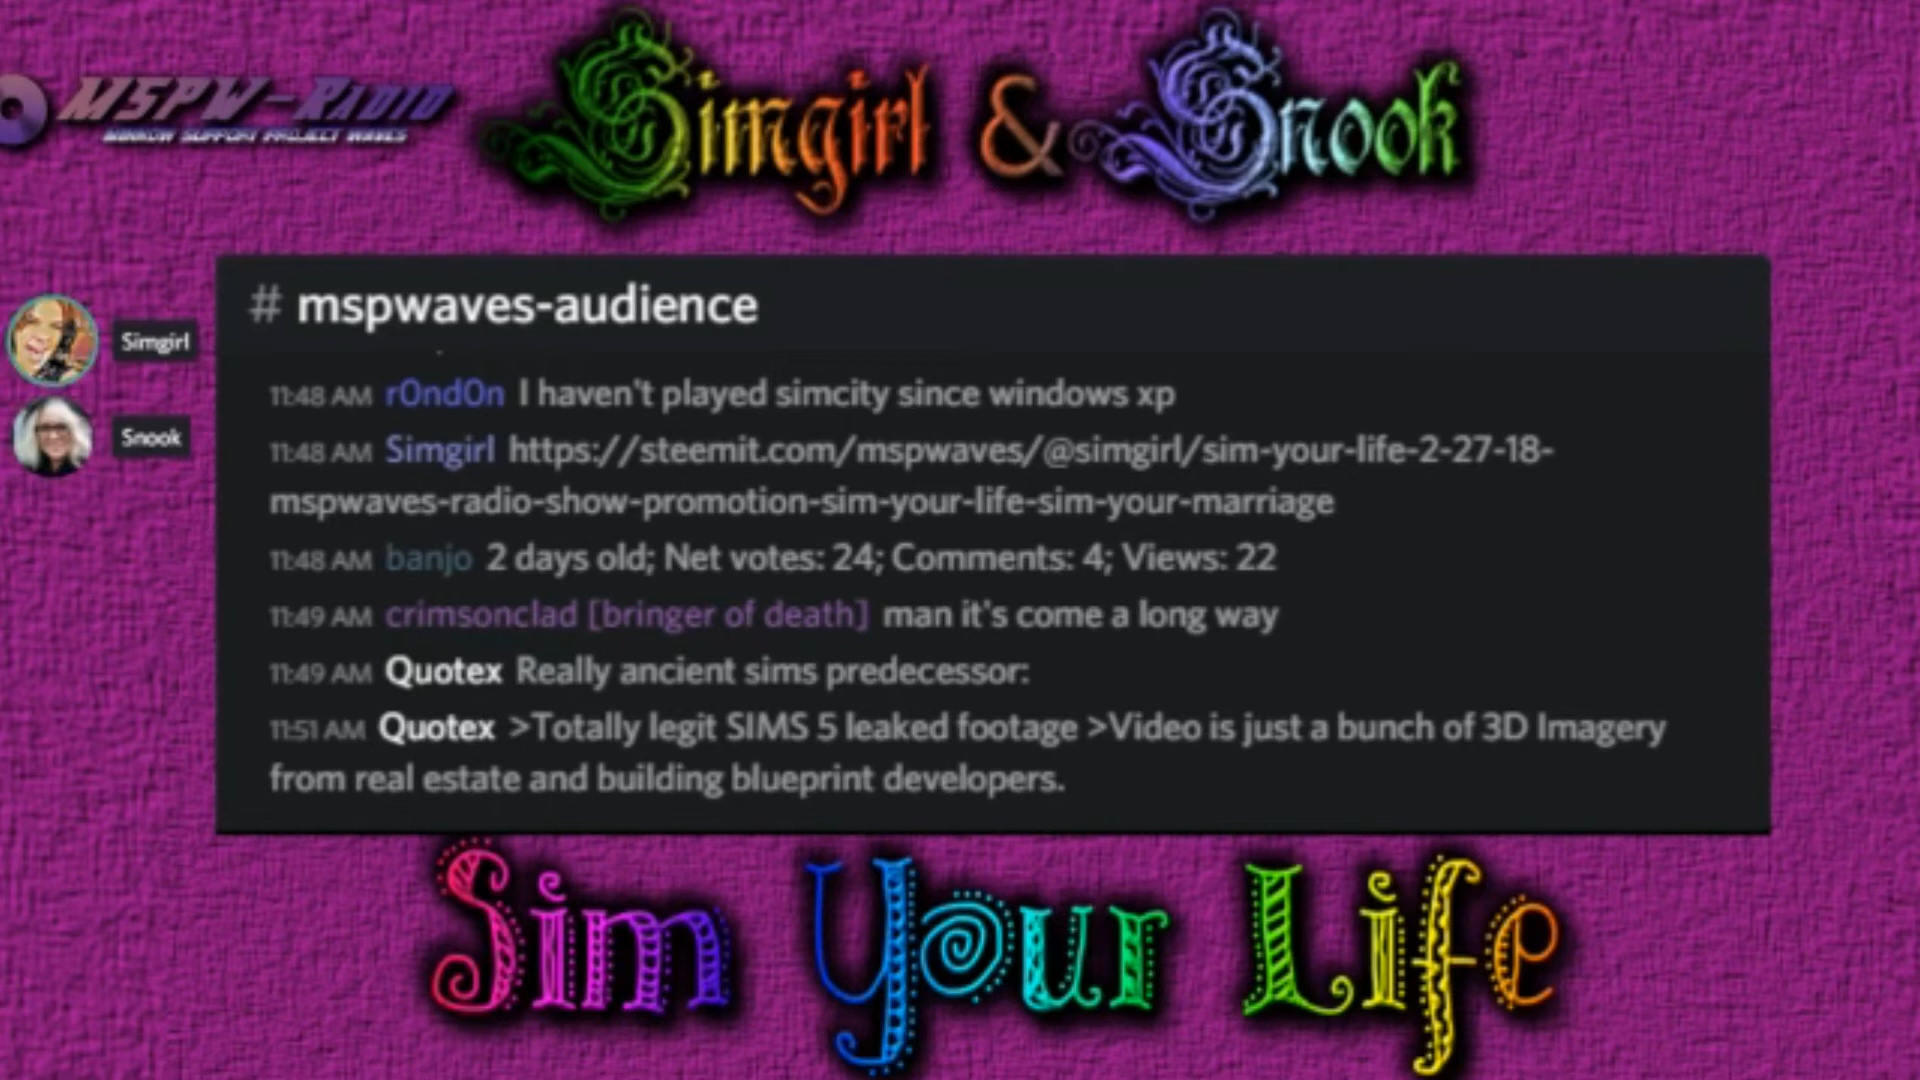 MSPW-Radio
MINNOW SUPPORT PROJECT WAVES
Simgirl & Snook
# mspwaves-audience
Simgirl
Snook
11:48 AM r0nd0n I haven't played simcity since windows xp
11:48 AM Simgirl https://steemit.com/mspwaves/@simgirl/sim-your-life-2-27-18-
mspwaves-radio-show-promotion-sim-your-life-sim-your-marriage
11:48 AM banjo 2 days old; Net votes: 24; Comments: 4; Views: 22
11:49 AM crimsonclad [bringer of death] man it's come a long way
11:49 AM Quotex Really ancient sims predecessor:
11:51 AM Quotex >Totally legit SIMS 5 leaked footage >Video is just a bunch of 3D Imagery
from real estate and building blueprint developers.
Sim Your Life